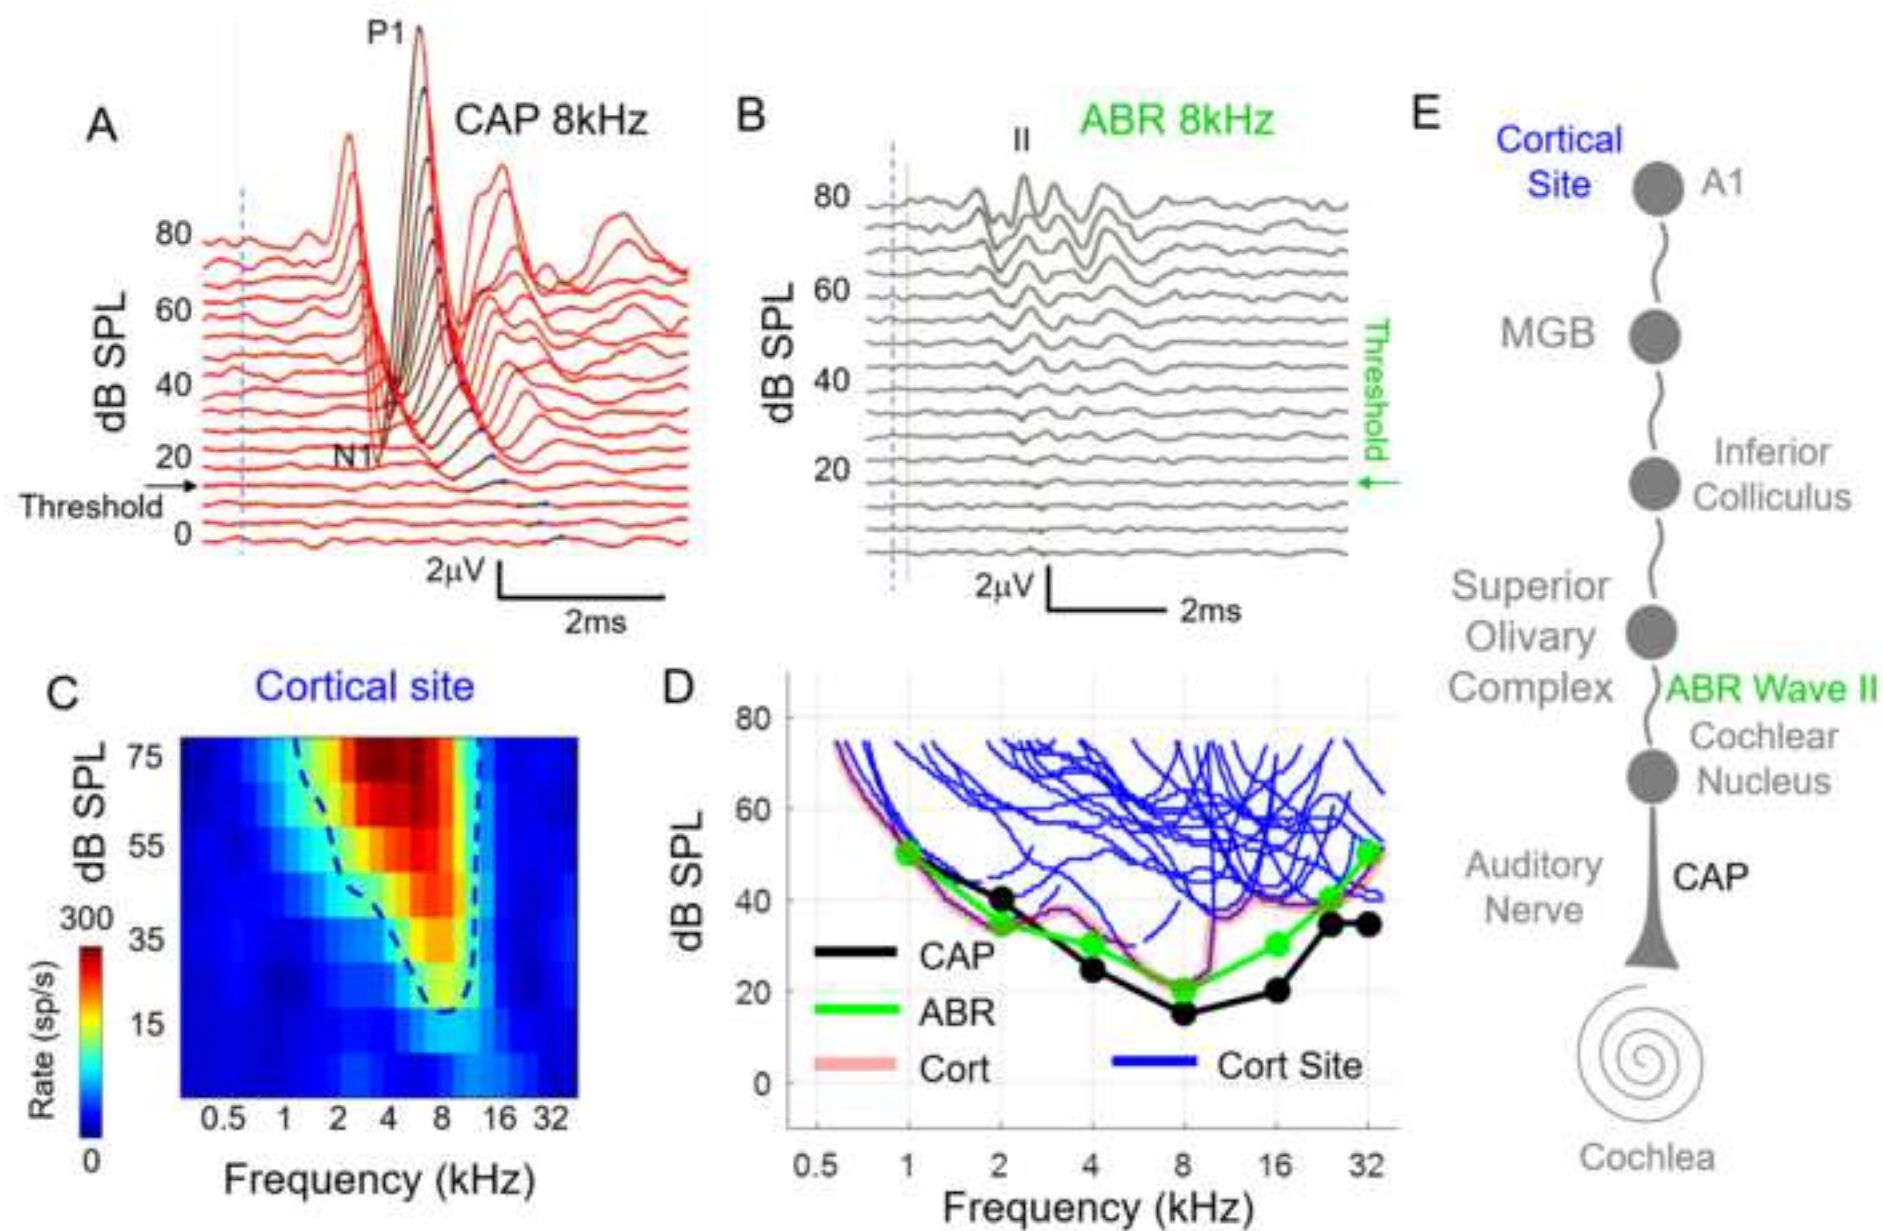 A
P1
CAP 8kHz
dB SPL
80
60
40
20
0
N1
Threshold
2μV
2ms
B
II
ABR 8kHz
dB SPL
80
60
40
20
Threshold
2μV
2ms
C
Cortical site
dB SPL
75
55
35
15
300
Rate (sp/s)
0
0.5 1 2 4 8 16 32
Frequency (kHz)
D
dB SPL
80
60
40
20
0
CAP
ABR
Cort
Cort Site
0.5 1 2 4 8 16 32
Frequency (kHz)
E
Cortical
Site
A1
MGB
Inferior
Colliculus
Superior
Olivary
Complex
ABR Wave II
Cochlear
Nucleus
Auditory
Nerve
CAP
Cochlea